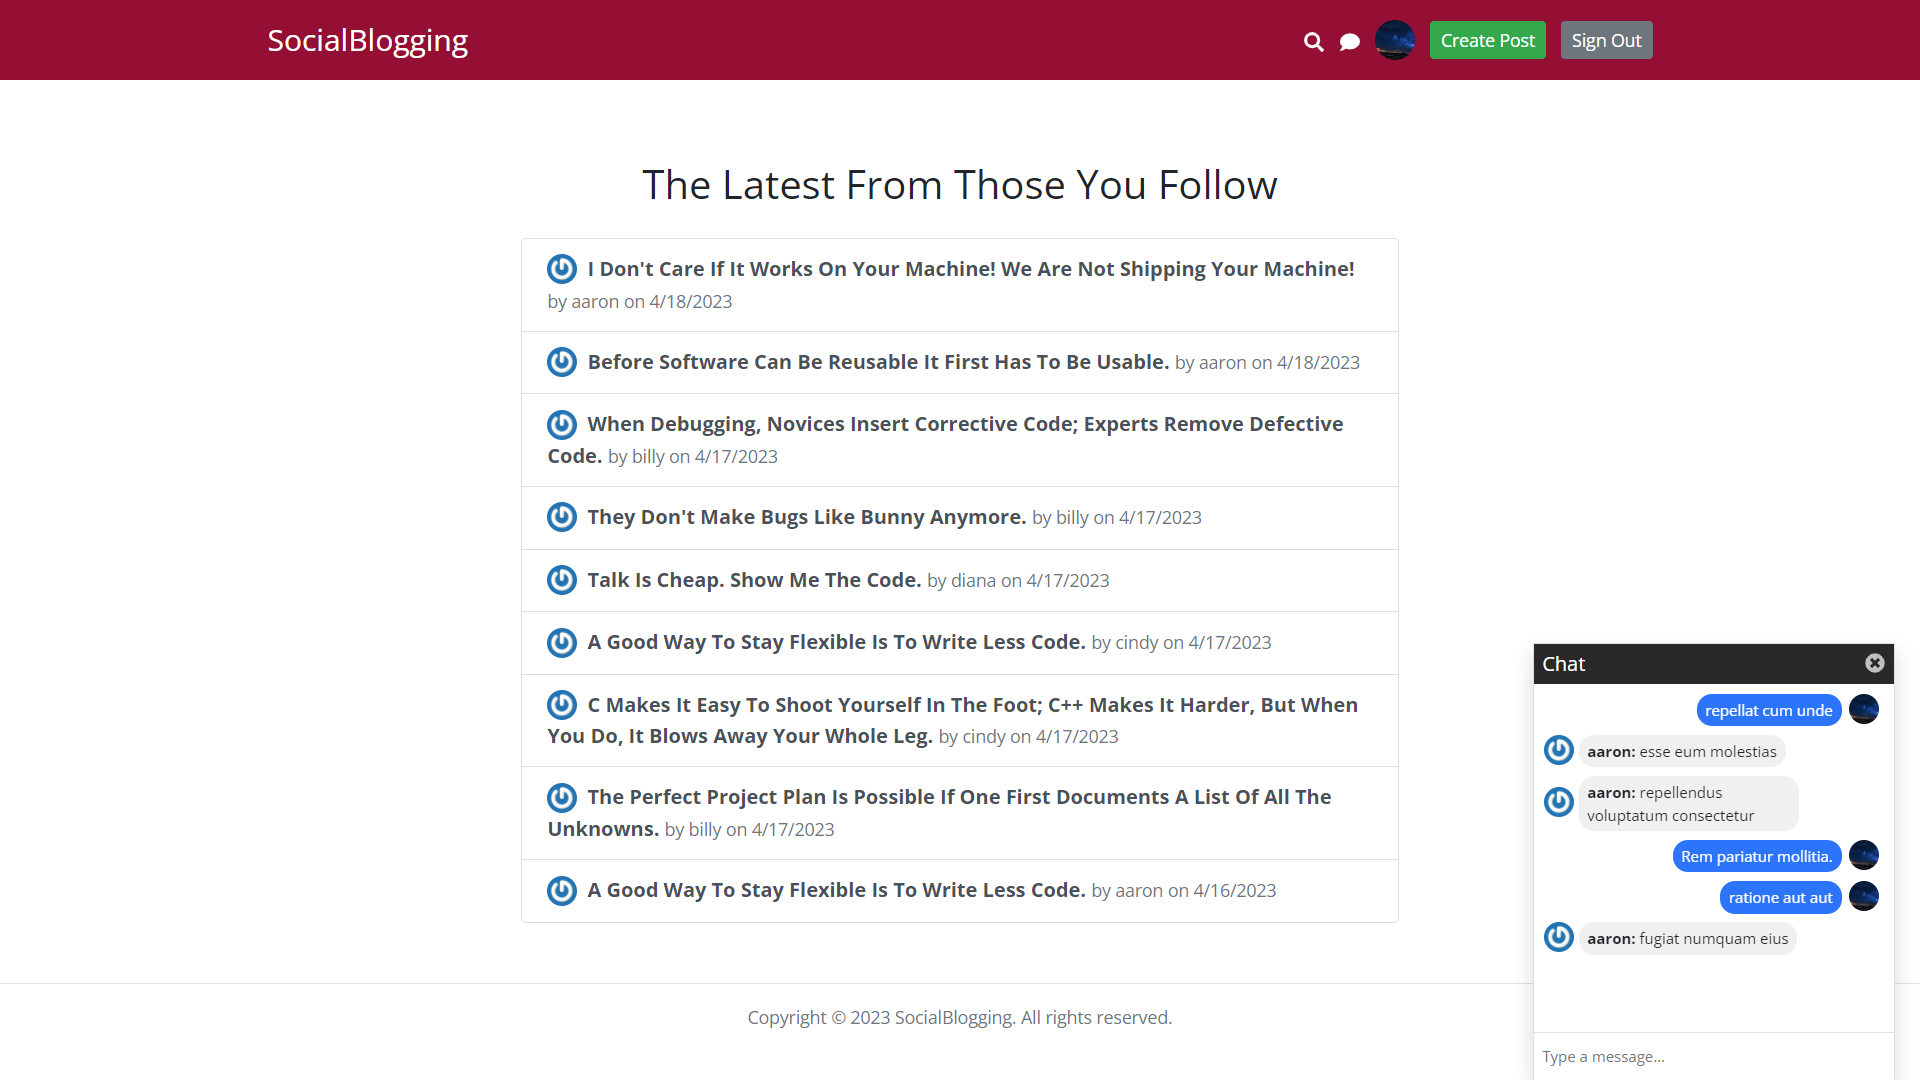 SocialBlogging
Create Post
Sign Out
The Latest From Those You Follow
I Don't Care If It Works On Your Machine! We Are Not Shipping Your Machine!
by aaron on 4/18/2023
Before Software Can Be Reusable It First Has To Be Usable. by aaron on 4/18/2023
When Debugging, Novices Insert Corrective Code; Experts Remove Defective
Code. by billy on 4/17/2023
They Don't Make Bugs Like Bunny Anymore. by billy on 4/17/2023
Talk Is Cheap. Show Me The Code. by diana on 4/17/2023
A Good Way To Stay Flexible Is To Write Less Code. by cindy on 4/17/2023
C Makes It Easy To Shoot Yourself In The Foot; C++ Makes It Harder, But When
You Do, It Blows Away Your Whole Leg. by cindy on 4/17/2023
The Perfect Project Plan Is Possible If One First Documents A List Of All The
Unknowns. by billy on 4/17/2023
A Good Way To Stay Flexible Is To Write Less Code. by aaron on 4/16/2023
Chat
repellat cum unde
aaron: esse eum molestias
aaron: repellendus
voluptatum consectetur
Rem pariatur mollitia.
ratione aut aut
aaron: fugiat numquam eius
Type a message...
Copyright © 2023 SocialBlogging. All rights reserved.